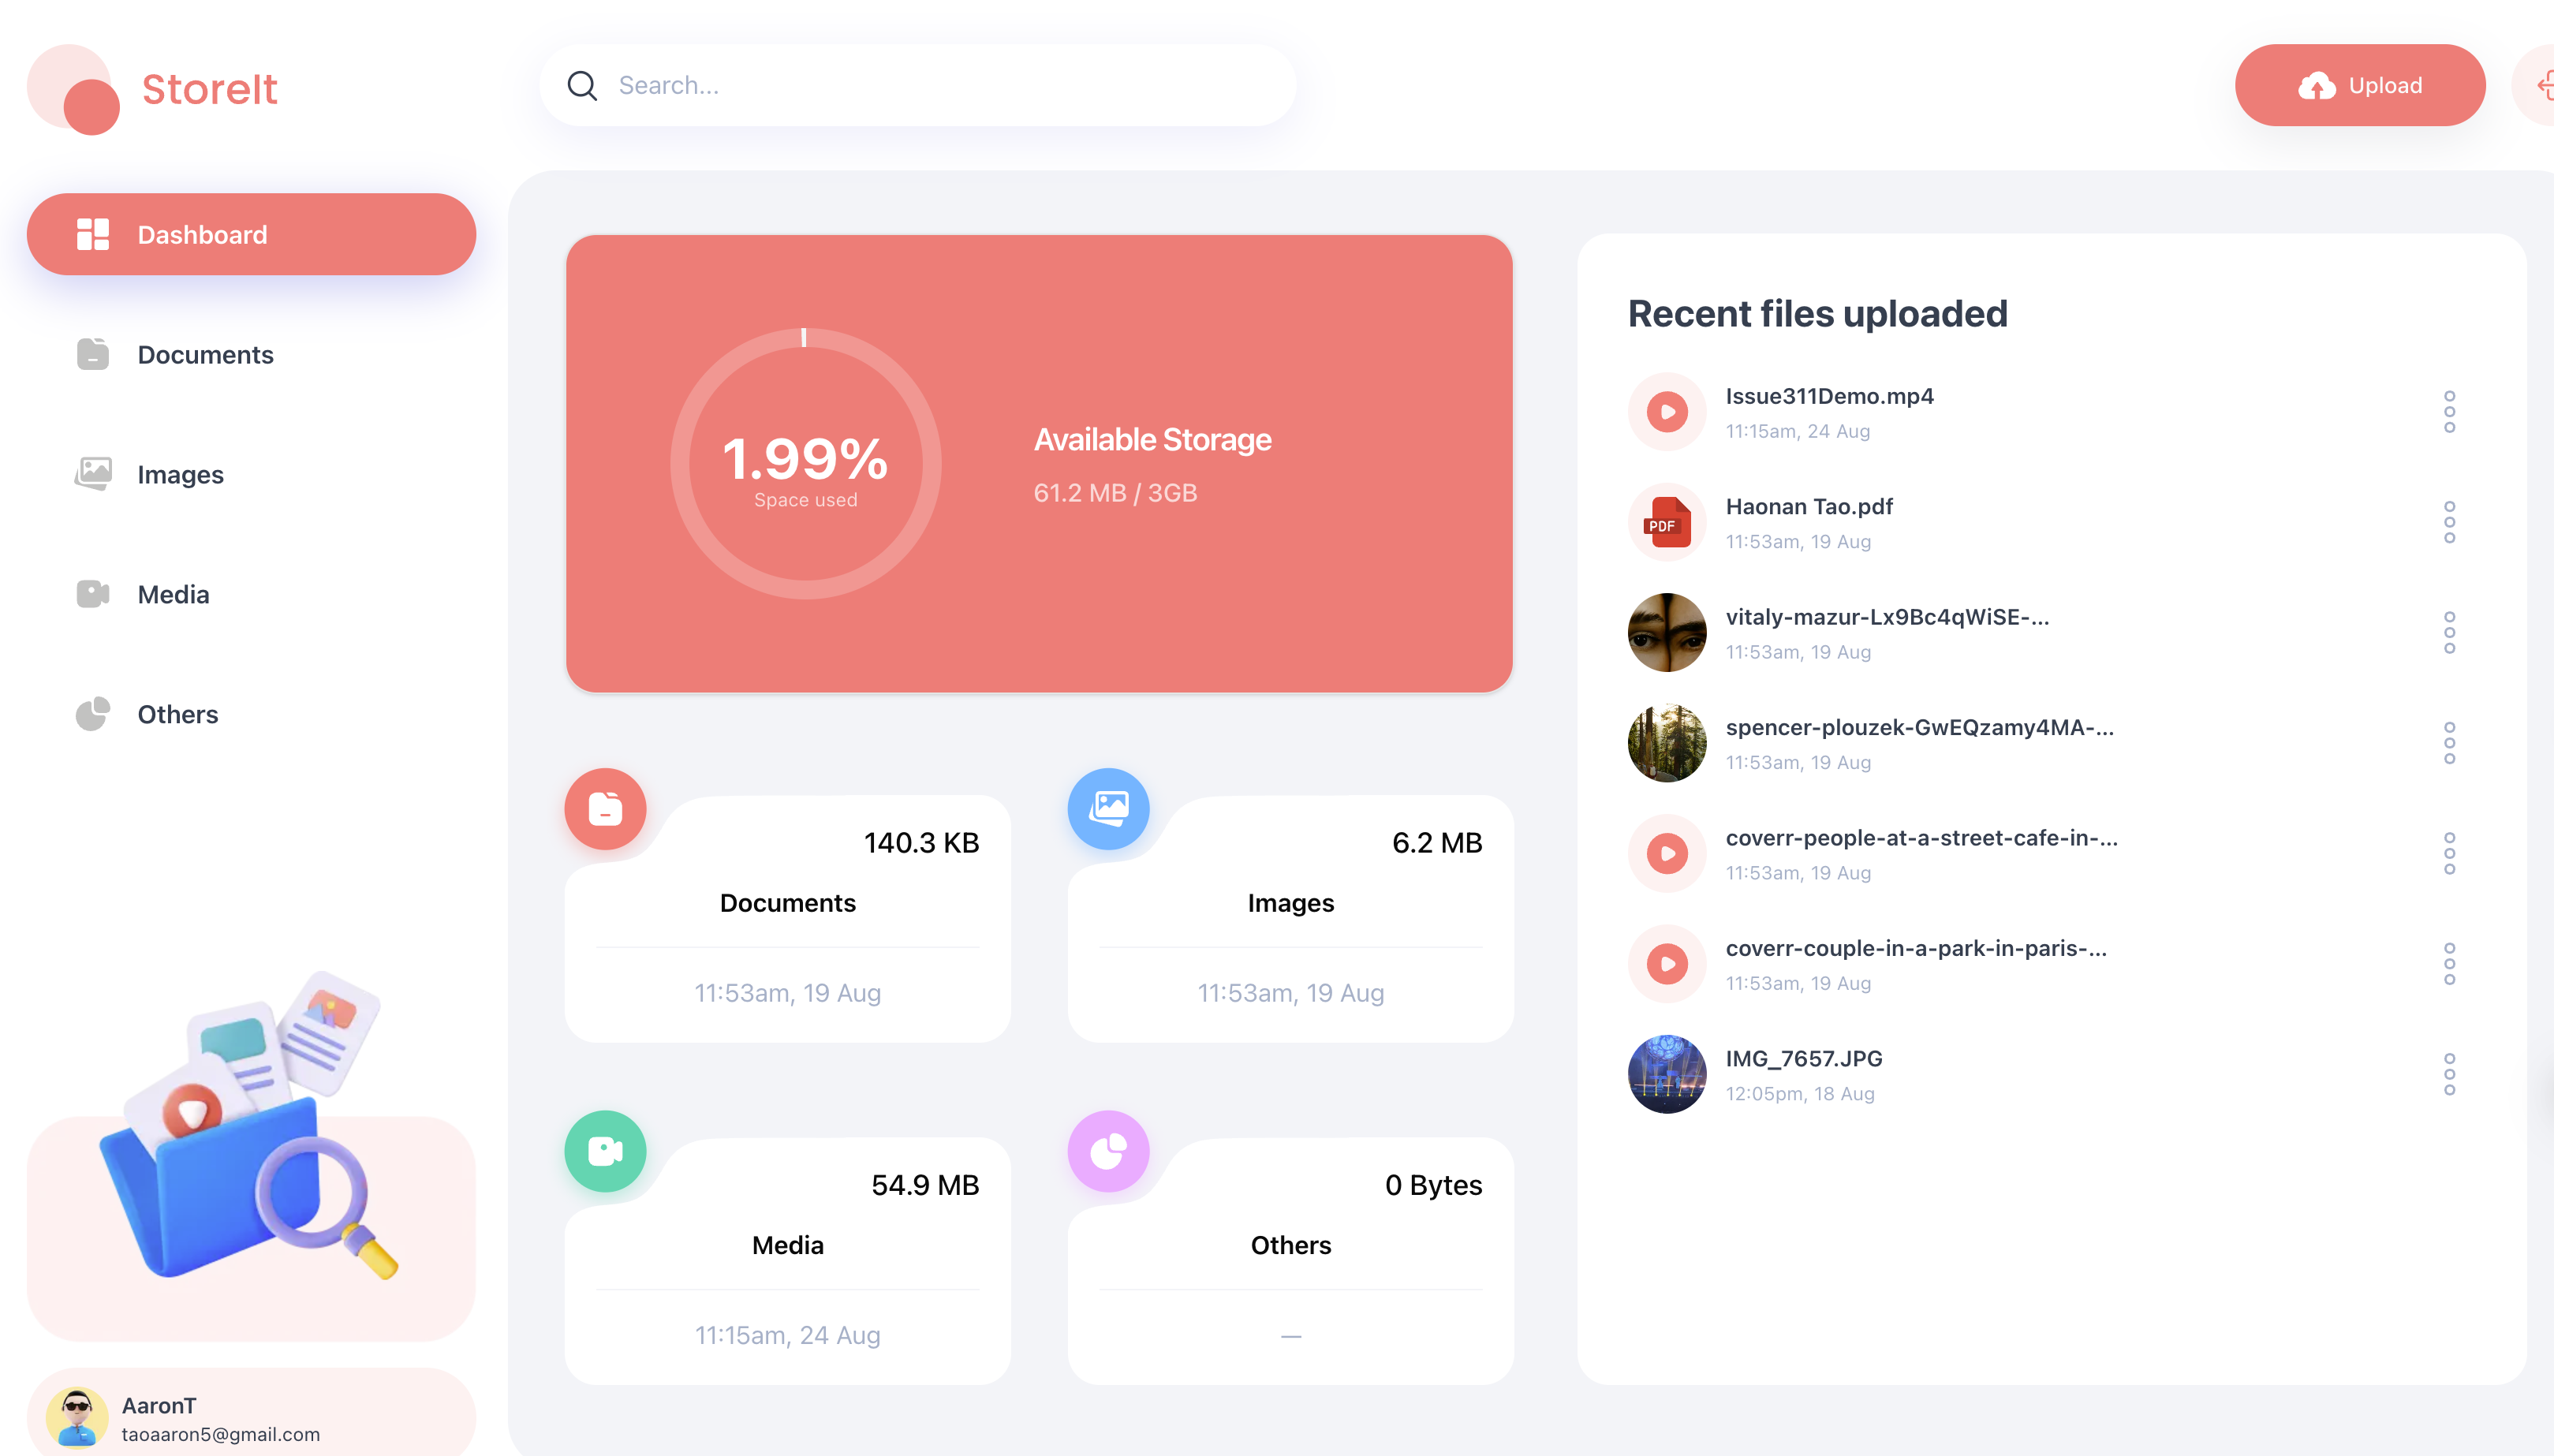 StoreIt
Search...
Upload
Dashboard
Documents
Images
Media
Others
AaronT
taoaaron5@gmail.com
1.99%
Space used
Available Storage
61.2 MB / 3GB
140.3 KB
Documents
11:53am, 19 Aug
6.2 MB
Images
11:53am, 19 Aug
54.9 MB
Media
11:15am, 24 Aug
0 Bytes
Others
—
Recent files uploaded
Issue311Demo.mp4
11:15am, 24 Aug
PDF
Haonan Tao.pdf
11:53am, 19 Aug
vitaly-mazur-Lx9Bc4qWiSE-...
11:53am, 19 Aug
spencer-plouzek-GwEQzamy4MA-...
11:53am, 19 Aug
coverr-people-at-a-street-cafe-in-...
11:53am, 19 Aug
coverr-couple-in-a-park-in-paris-...
11:53am, 19 Aug
IMG_7657.JPG
12:05pm, 18 Aug